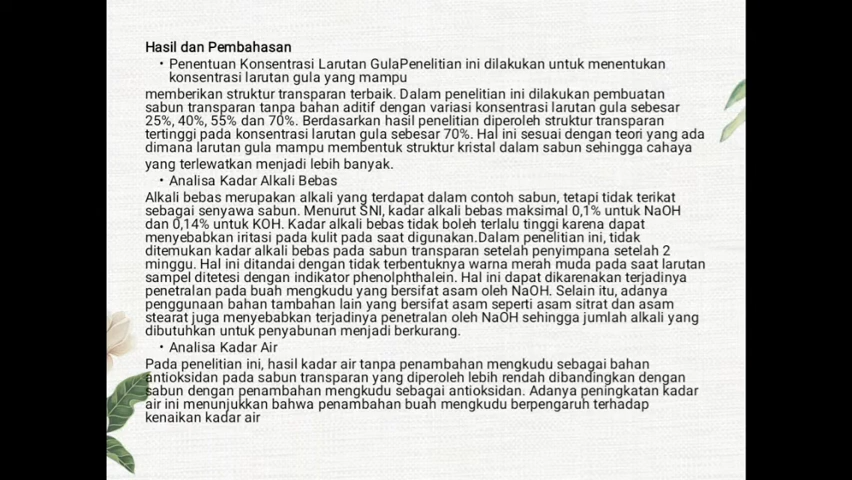 Hasil dan Pembahasan
• Penentuan Konsentrasi Larutan GulaPenelitian ini dilakukan untuk menentukan
konsentrasi larutan gula yang mampu
memberikan struktur transparan terbaik. Dalam penelitian ini dilakukan pembuatan
sabun transparan tanpa bahan aditif dengan variasi konsentrasi larutan gula sebesar
25%, 40%, 55% dan 70%. Berdasarkan hasil penelitian diperoleh struktur transparan
tertinggi pada konsentrasi larutan gula sebesar 70%. Hal ini sesuai dengan teori yang ada
dimana larutan gula mampu membentuk struktur kristal dalam sabun sehingga cahaya
yang terlewatkan menjadi lebih banyak.
• Analisa Kadar Alkali Bebas
Alkali bebas merupakan alkali yang terdapat dalam contoh sabun, tetapi tidak terikat
sebagai senyawa sabun. Menurut SNI, kadar alkali bebas maksimal 0,1% untuk NaOH
dan 0,14% untuk KOH. Kadar alkali bebas tidak boleh terlalu tinggi karena dapat
menyebabkan iritasi pada kulit pada saat digunakan.Dalam penelitian ini, tidak
ditemukan kadar alkali bebas pada sabun transparan setelah penyimpana setelah 2
minggu. Hal ini ditandai dengan tidak terbentuknya warna merah muda pada saat larutan
sampel ditetesi dengan indikator phenolphthalein. Hal ini dapat dikarenakan terjadinya
penetralan pada buah mengkudu yang bersifat asam oleh NaOH. Selain itu, adanya
penggunaan bahan tambahan lain yang bersifat asam seperti asam sitrat dan asam
stearat juga menyebabkan terjadinya penetralan oleh NaOH sehingga jumlah alkali yang
dibutuhkan untuk penyabunan menjadi berkurang.
• Analisa Kadar Air
Pada penelitian ini, hasil kadar air tanpa penambahan mengkudu sebagai bahan
antioksidan pada sabun transparan yang diperoleh lebih rendah dibandingkan dengan
sabun dengan penambahan mengkudu sebagai antioksidan. Adanya peningkatan kadar
air ini menunjukkan bahwa penambahan buah mengkudu berpengaruh terhadap
kenaikan kadar air